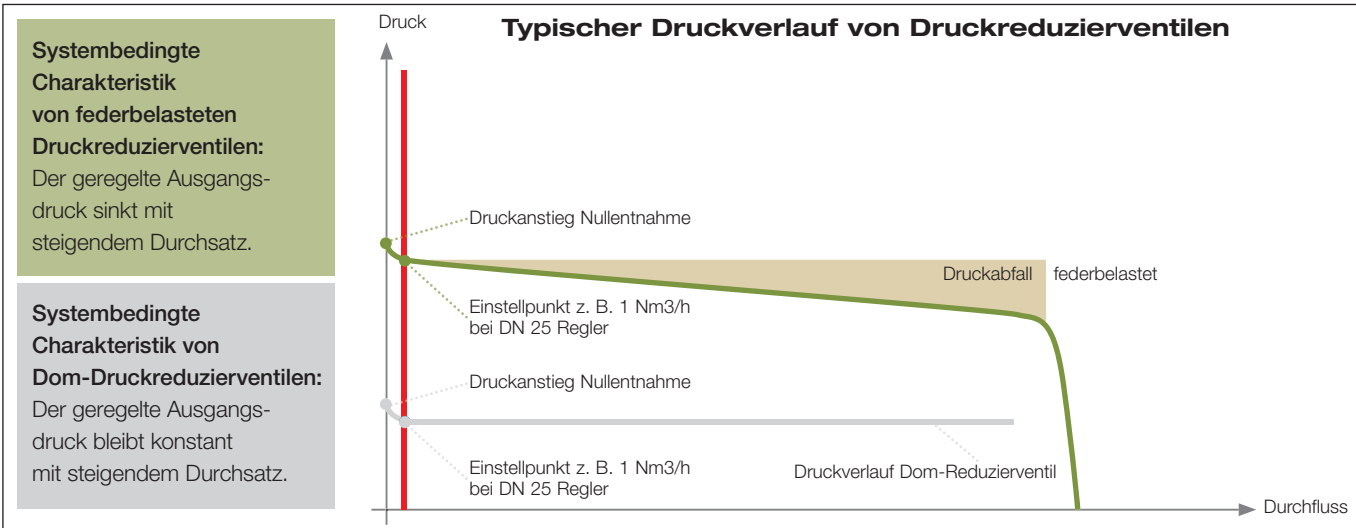 Typischer Druckverlauf von Druckreduzierventilen
Systembedingte
Charakteristik
von federbelasteten
Druckreduzierventilen:
Der geregelte Ausgangs-
druck sinkt mit
steigendem Durchsatz.
Systembedingte
Charakteristik von
Dom-Druckreduzierventilen:
Der geregelte Ausgangs-
druck bleibt konstant
mit steigendem Durchsatz.
Druck
Druckanstieg Nullentnahme
Druckabfall federbelastet
Einstellpunkt z. B. 1 Nm3/h
bei DN 25 Regler
Druckanstieg Nullentnahme
Einstellpunkt z. B. 1 Nm3/h
bei DN 25 Regler
Druckverlauf Dom-Reduzierventil
Durchfluss